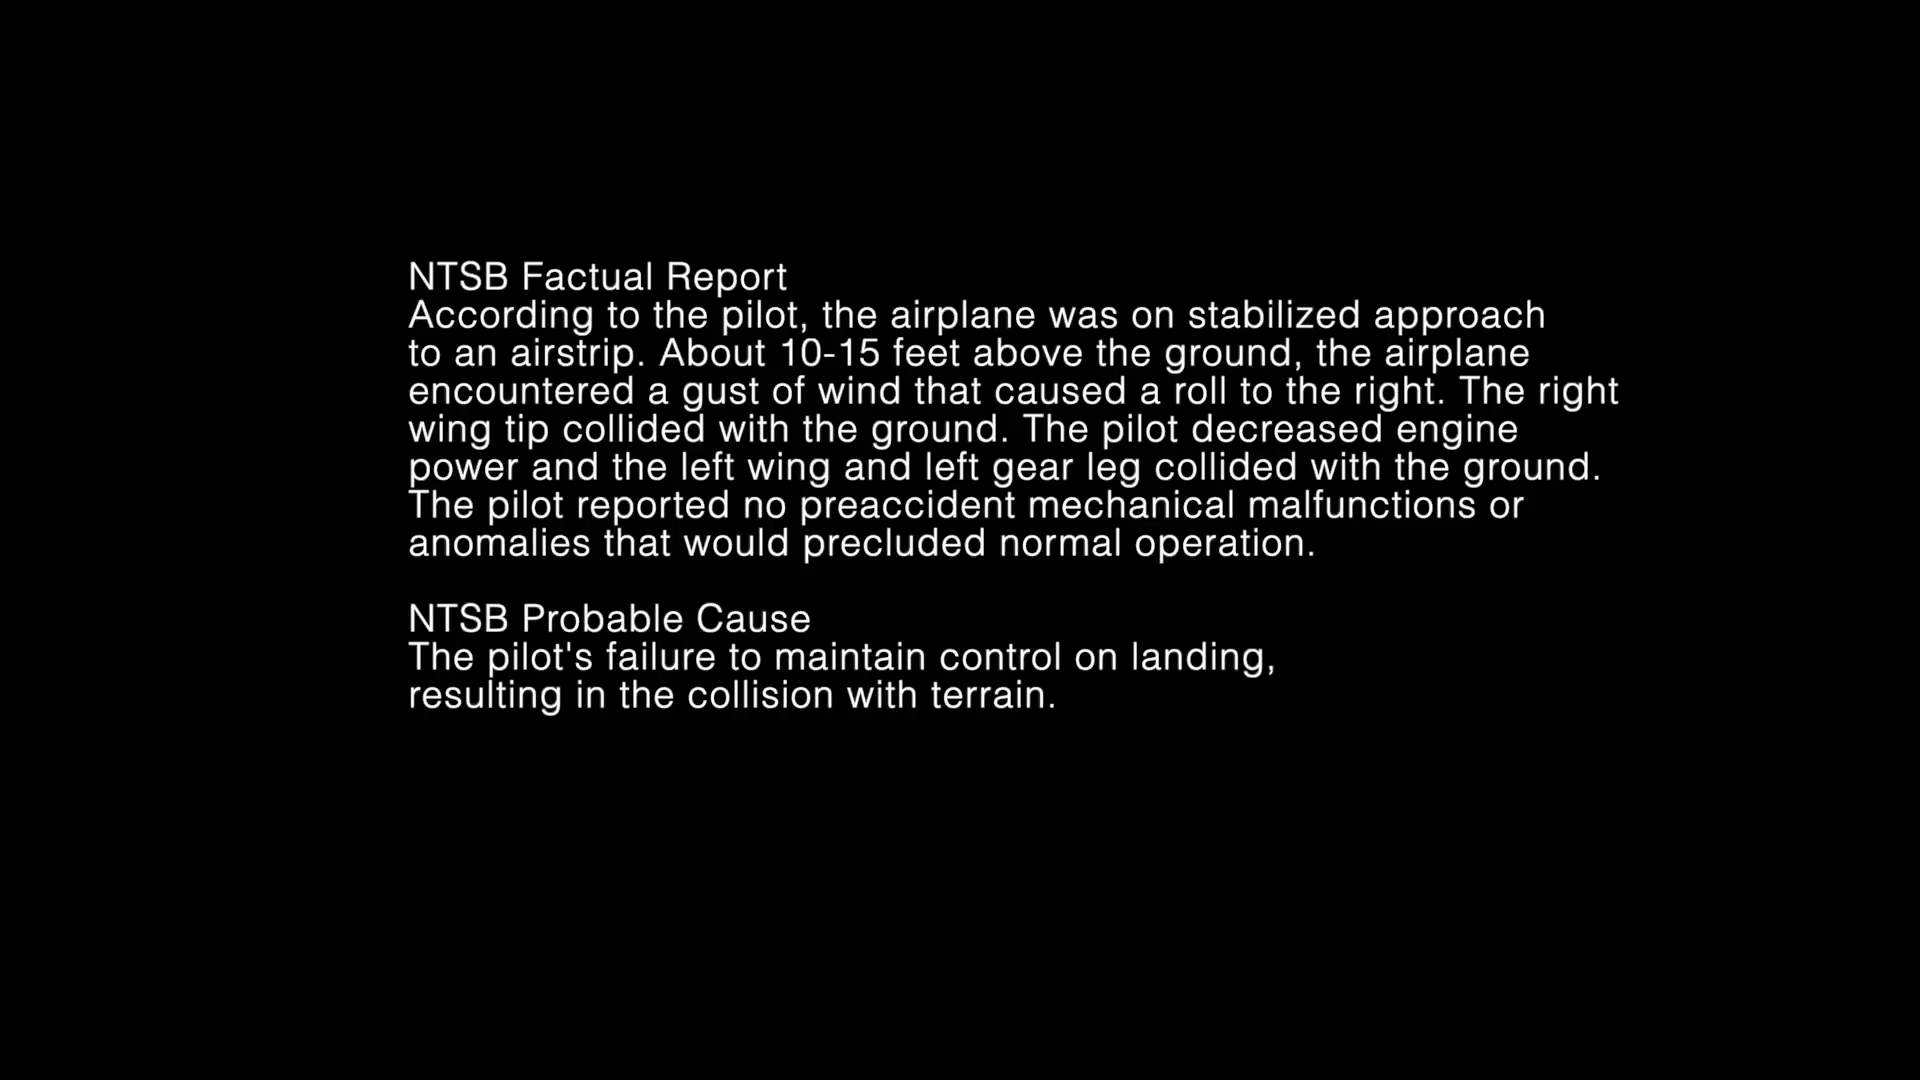 NTSB Factual Report
According to the pilot, the airplane was on stabilized approach
to an airstrip. About 10-15 feet above the ground, the airplane
encountered a gust of wind that caused a roll to the right. The right
wing tip collided with the ground. The pilot decreased engine
power and the left wing and left gear leg collided with the ground.
The pilot reported no preaccident mechanical malfunctions or
anomalies that would precluded normal operation.
NTSB Probable Cause
The pilot's failure to maintain control on landing,
resulting in the collision with terrain.